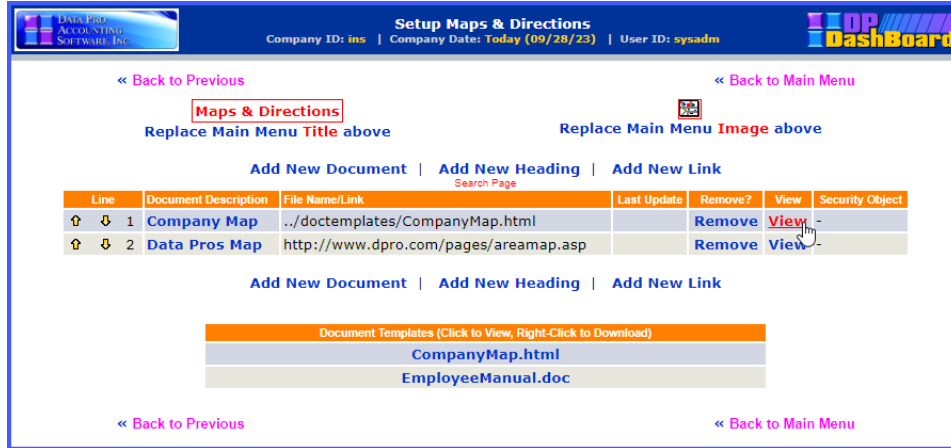 DATA PRO
ACCOUNTING
SOFTWARE, INC.
Setup Maps & Directions
Company ID: ins | Company Date: Today (09/28/23) | User ID: sysadm
DP
DashBoard
« Back to Previous
« Back to Main Menu
Maps & Directions
Replace Main Menu Title above
Replace Main Menu Image above
Add New Document | Add New Heading | Add New Link
Search Page
Line Document Description File Name/Link Last Update Remove? View Security Object
1 Company Map ../doctemplates/CompanyMap.html Remove View -
2 Data Pros Map http://www.dpro.com/pages/areamap.asp Remove View -
Add New Document | Add New Heading | Add New Link
Document Templates (Click to View, Right-Click to Download)
CompanyMap.html
EmployeeManual.doc
« Back to Previous
« Back to Main Menu